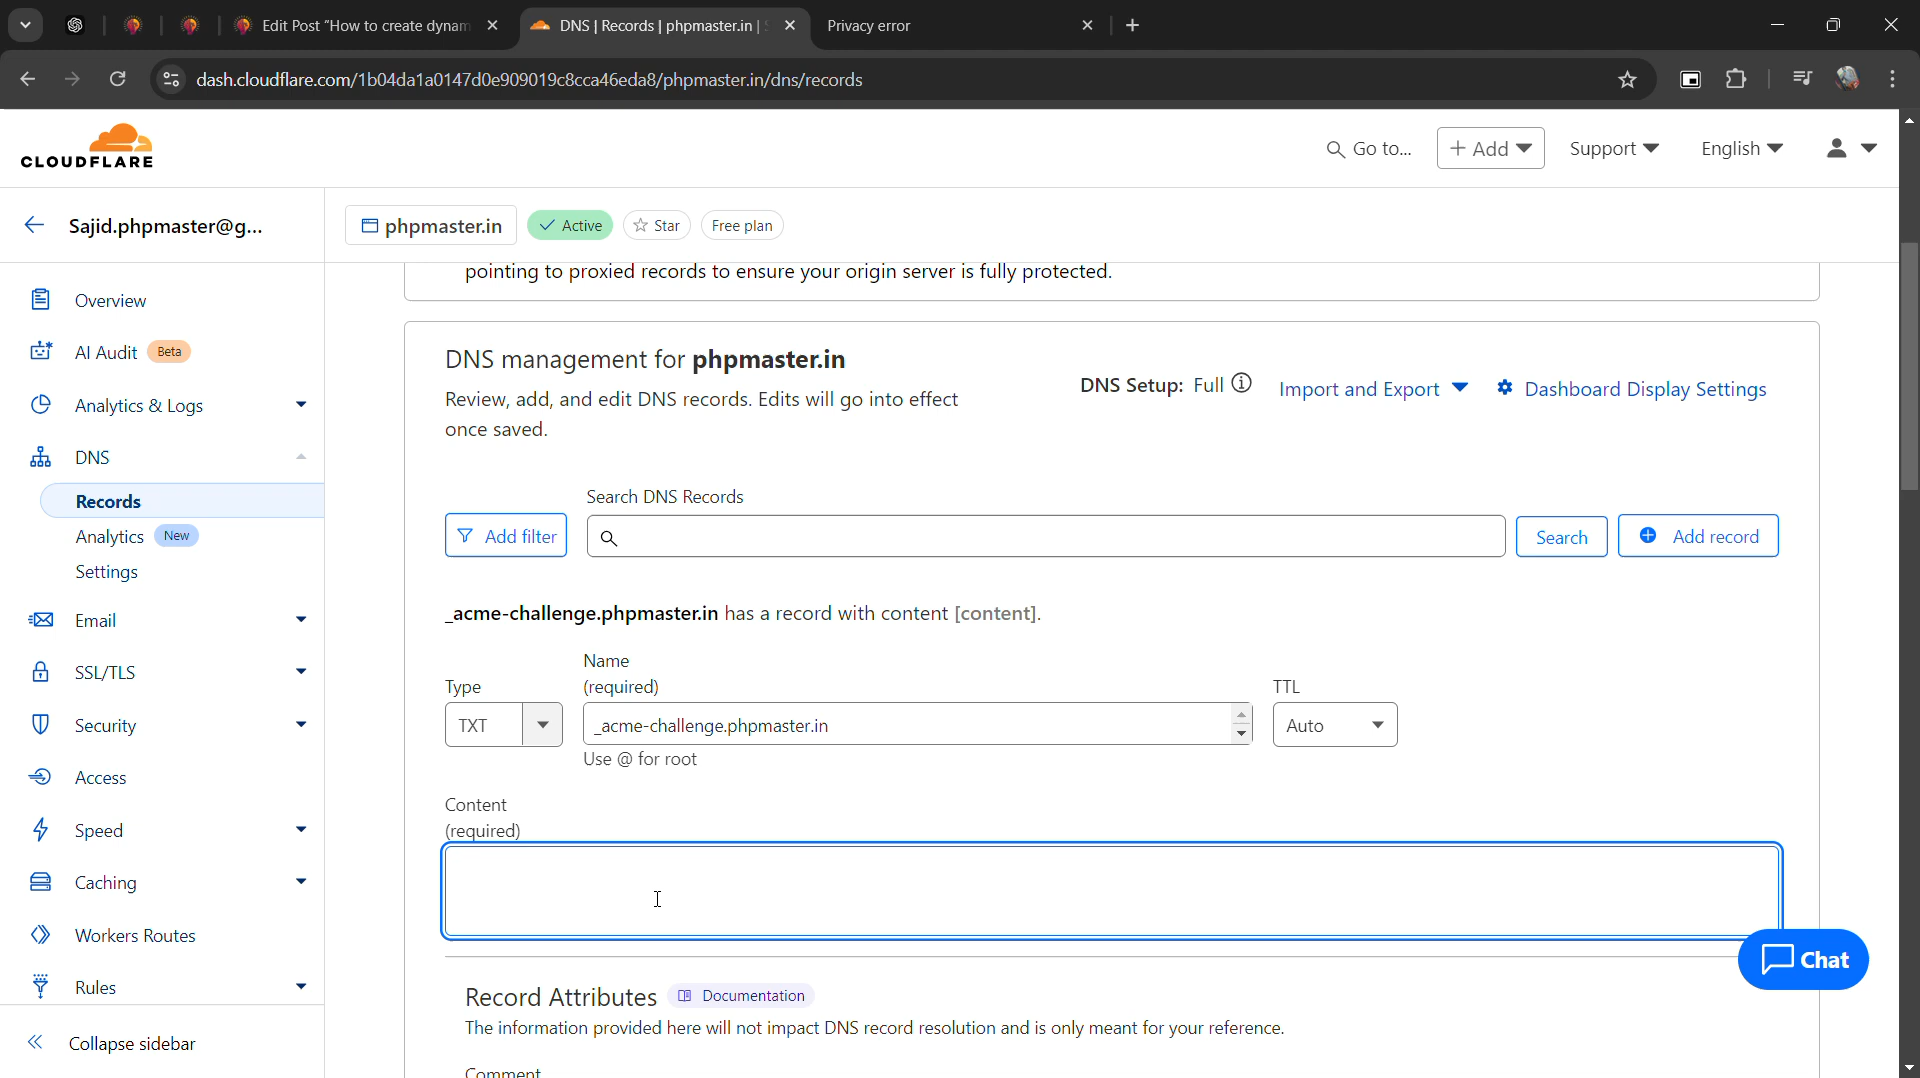 Edit Post "How to create dynam
DNS | Records | phpmaster.in |
Privacy error
dash.cloudflare.com/1b04da1a0147d0e909019c8cca46eda8/phpmaster.in/dns/records
CLOUDFLARE
Go to...
+ Add
Support
English
Sajid.phpmaster@g...
phpmaster.in
Active
Star
Free plan
pointing to proxied records to ensure your origin server is fully protected.
Overview
AI Audit Beta
Analytics & Logs
DNS
Records
Analytics New
Settings
Email
SSL/TLS
Security
Access
Speed
Caching
Workers Routes
Rules
Collapse sidebar
DNS management for phpmaster.in
Review, add, and edit DNS records. Edits will go into effect
once saved.
DNS Setup: Full
Import and Export
Dashboard Display Settings
Search DNS Records
Add filter
Search
Add record
_acme-challenge.phpmaster.in has a record with content [content].
Type
Name
(required)
TTL
TXT
_acme-challenge.phpmaster.in
Auto
Use @ for root
Content
(required)
Chat
Record Attributes Documentation
The information provided here will not impact DNS record resolution and is only meant for your reference.
Comment